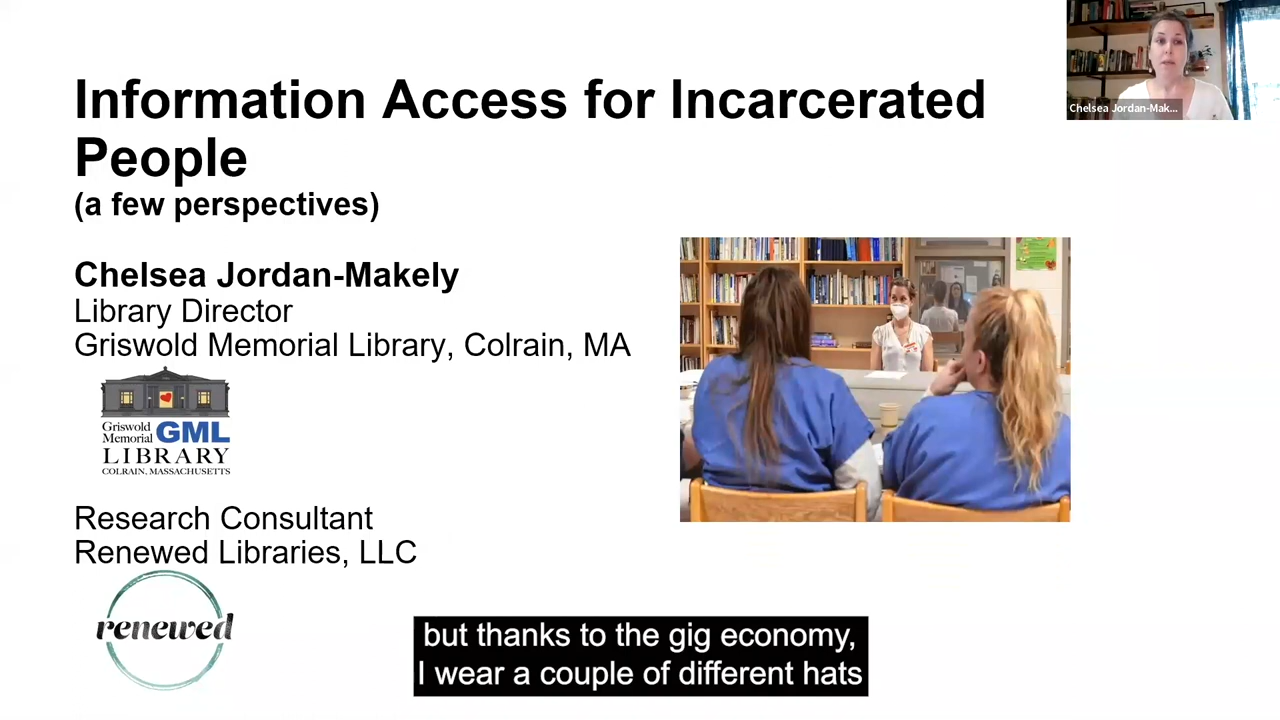 Information Access for Incarcerated
People
(a few perspectives)
Chelsea Jordan-Makely
Library Director
Griswold Memorial Library, Colrain, MA
Griswold
Memorial GML
LIBRARY
COLRAIN, MASSACHUSETTS
Research Consultant
Renewed Libraries, LLC
renewed
Chelsea Jordan-Mak...
but thanks to the gig economy,
I wear a couple of different hats